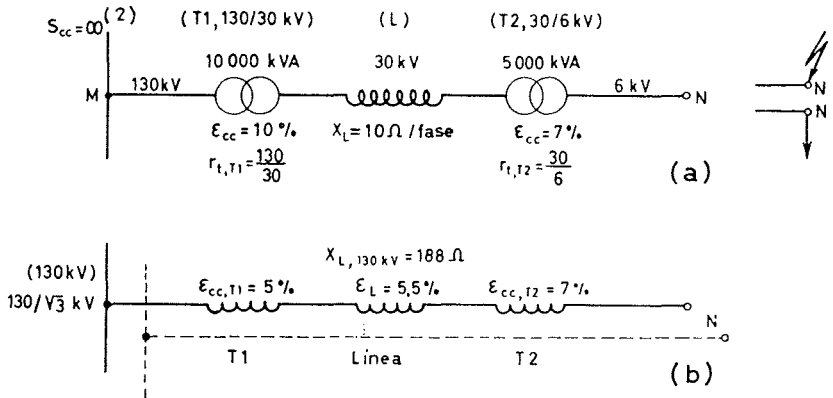 S_cc=∞ (2) (T1,130/30 kV) (L) (T2,30/6 kV)
10 000 kVA 30 kV 5 000 kVA
M 130kV 6 kV N N
N
ε_cc=10 % X_L=10 Ω/fase ε_cc=7 %
r_t,T1=130/30 r_t,T2=30/6
(a)
X_L,130 kV=188 Ω
(130kV) ε_cc,T1=5 % ε_L=5,5 % ε_cc,T2=7 %
130/√3 kV
N
T1 Línea T2
(b)